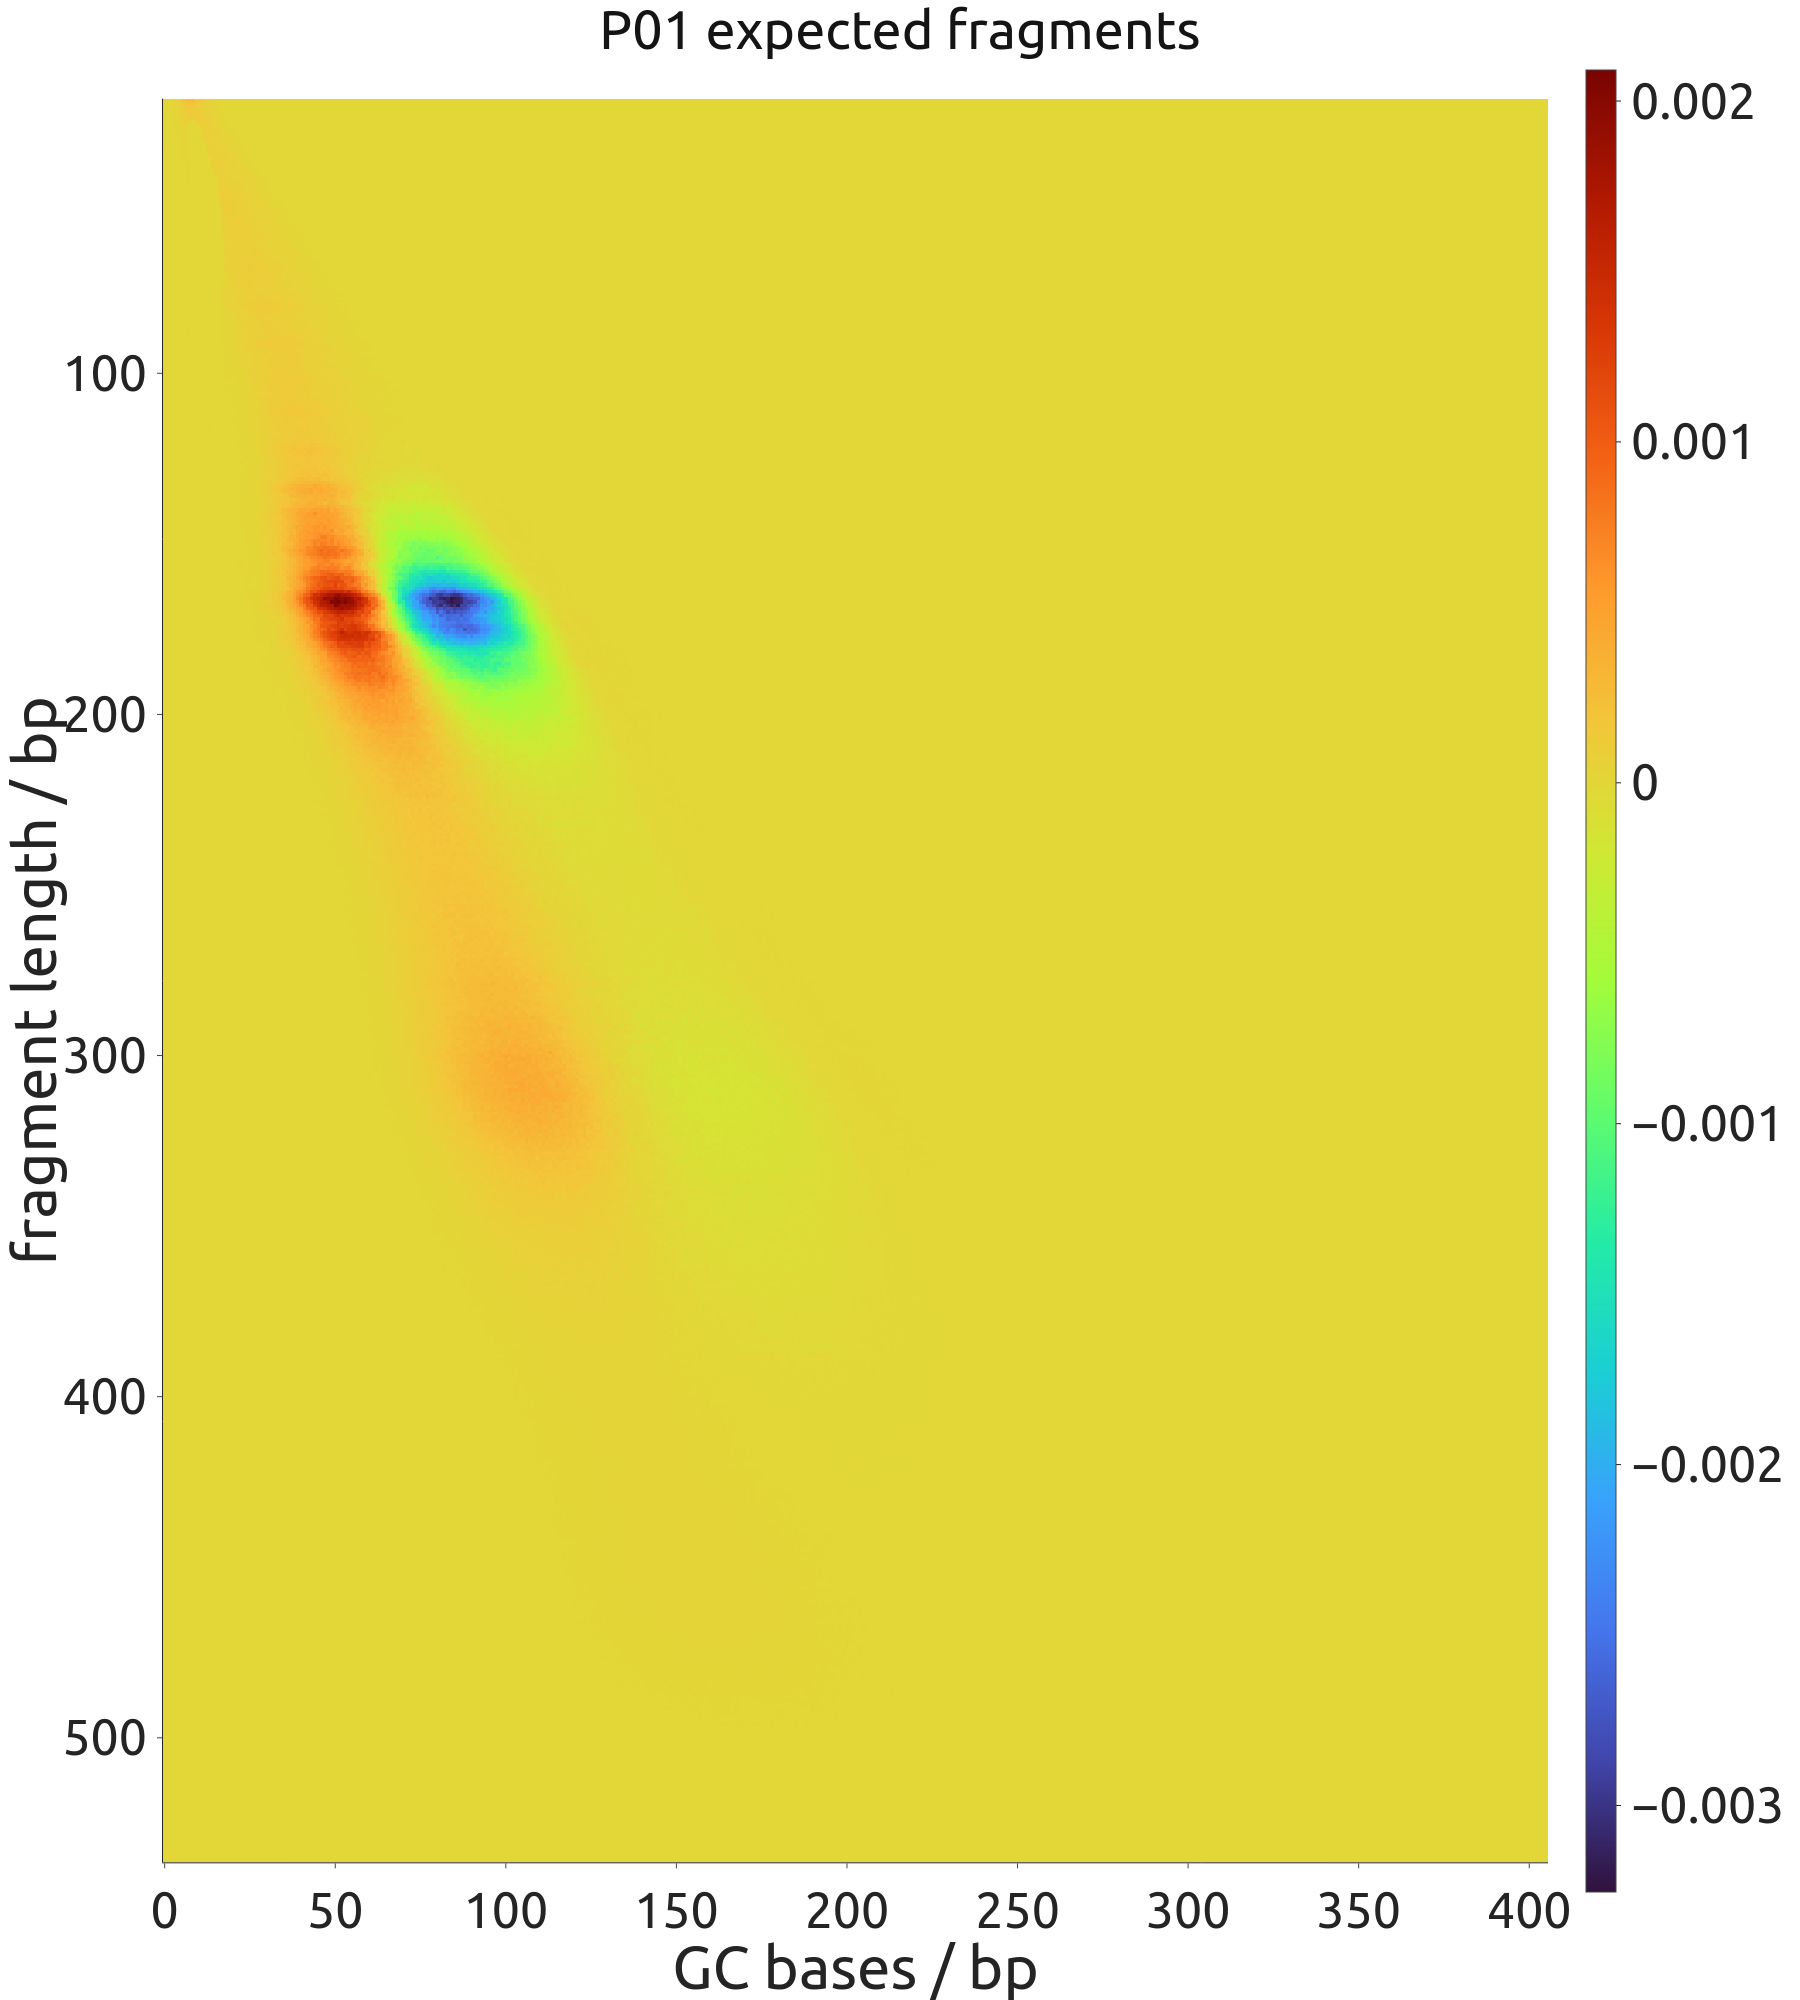 P01 expected fragments
fragment length / bp
100
200
300
400
500
0 50 100 150 200 250 300 350 400
GC bases / bp
0.002
0.001
0
−0.001
−0.002
−0.003